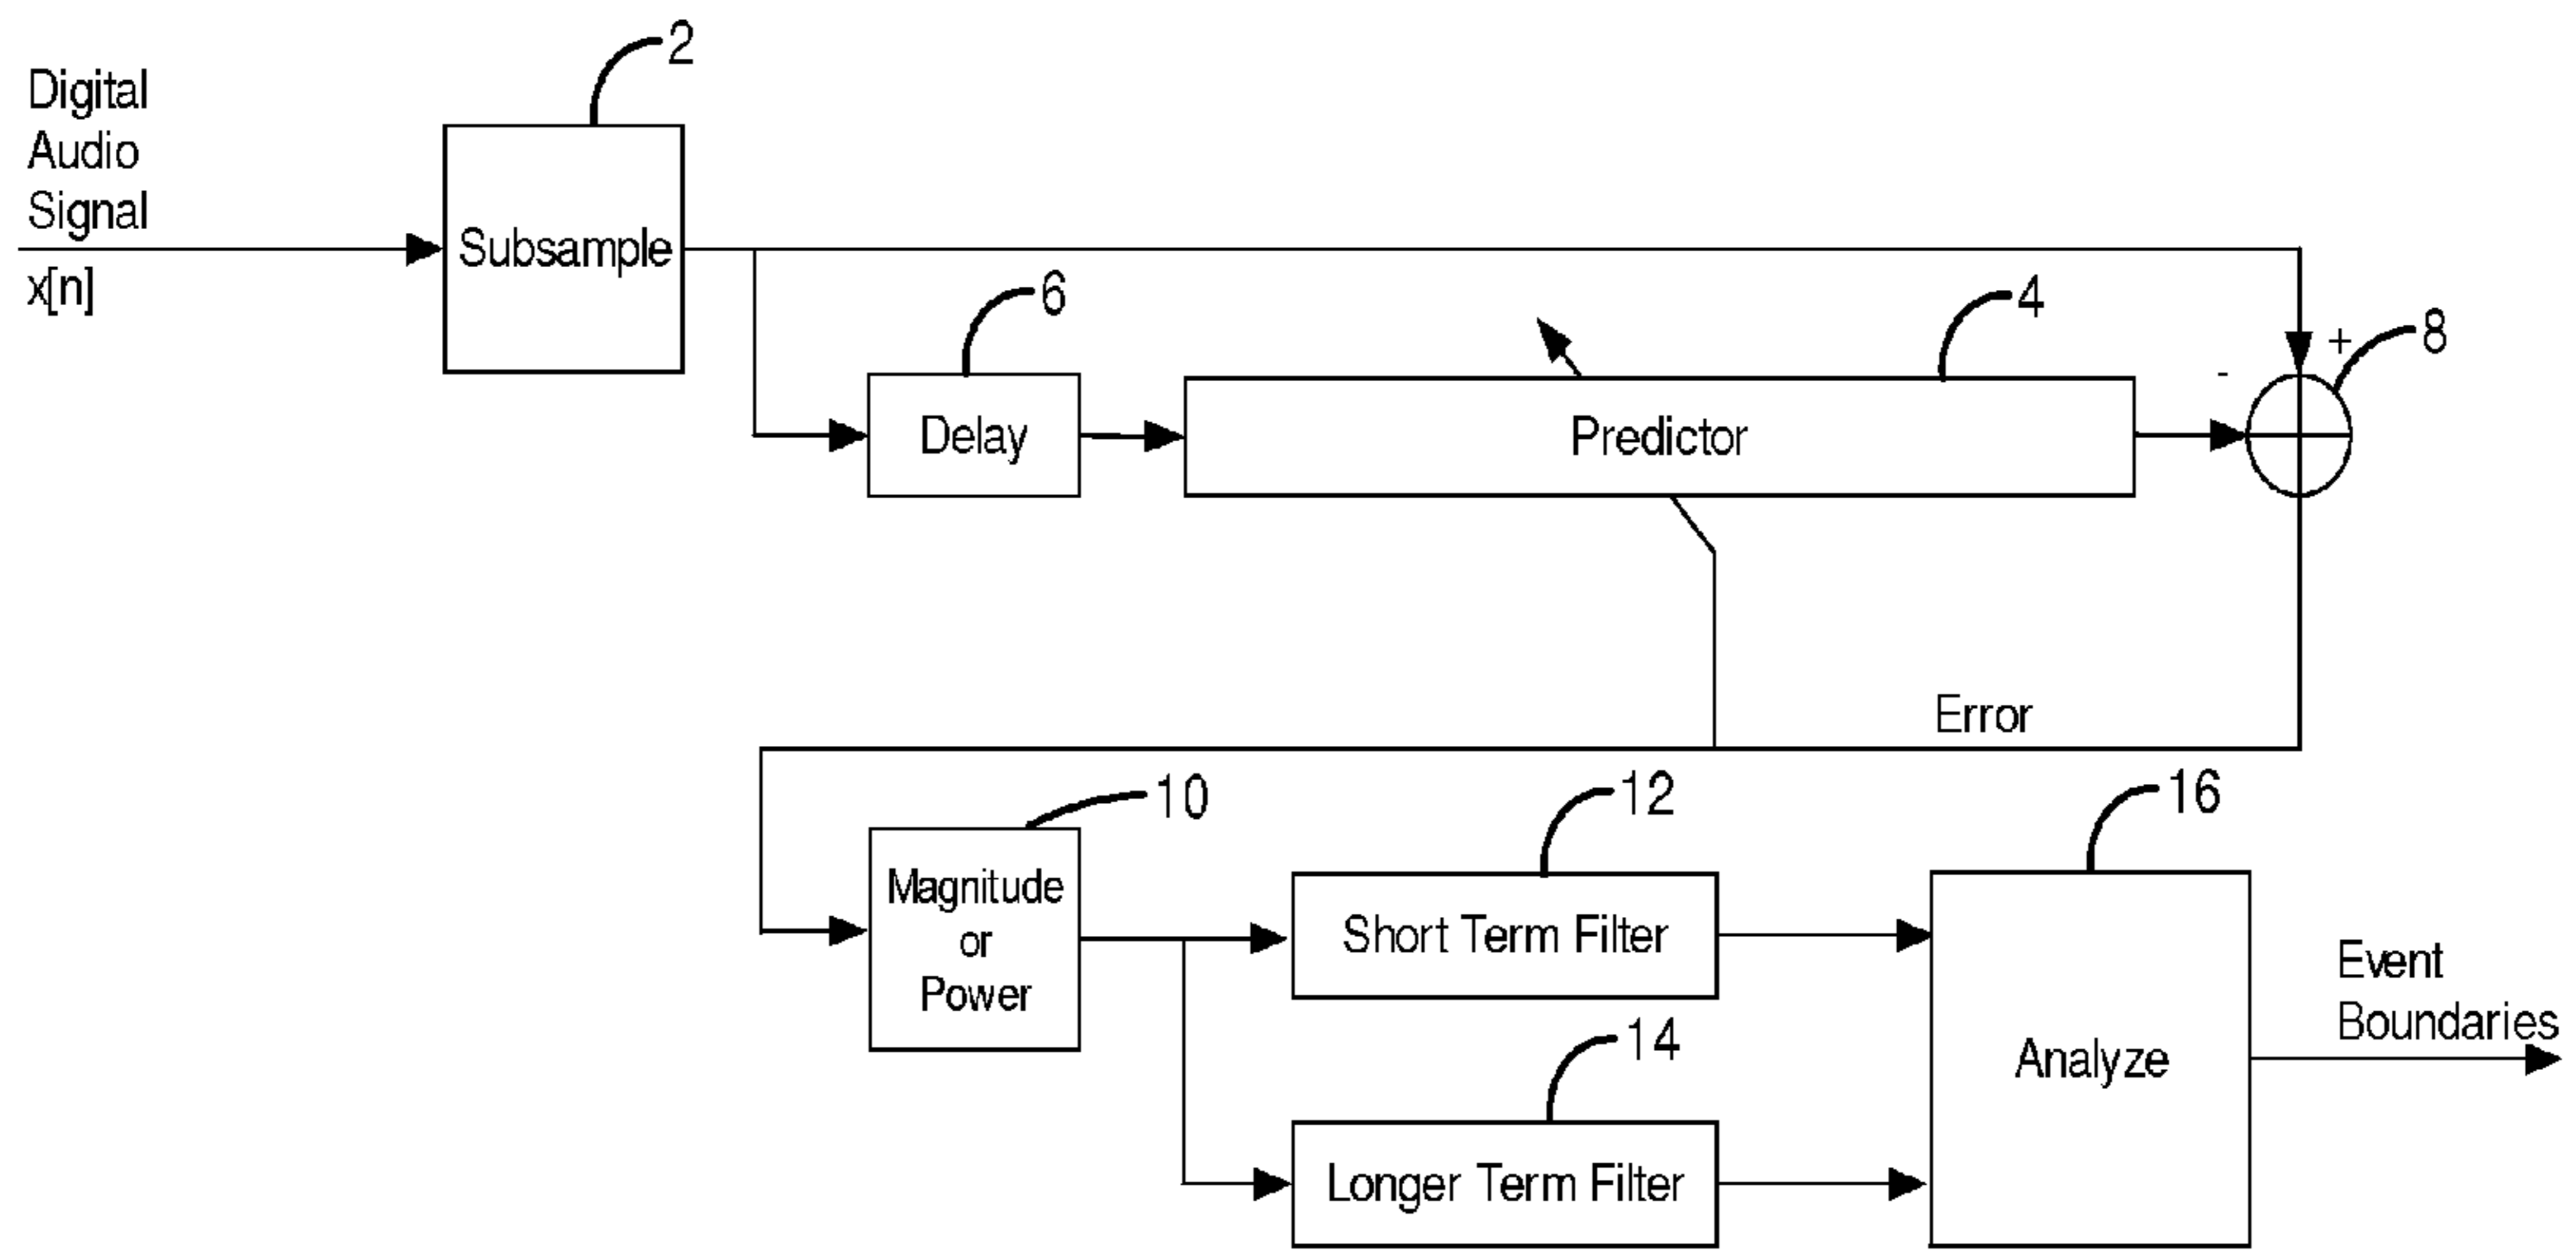 2
Digital
Audio
Signal
x[n]
Subsample
6
4
+
8
-
Delay
Predictor
Error
10
12
16
Magnitude
or
Power
Short Term Filter
Event
Boundaries
14
Analyze
Longer Term Filter